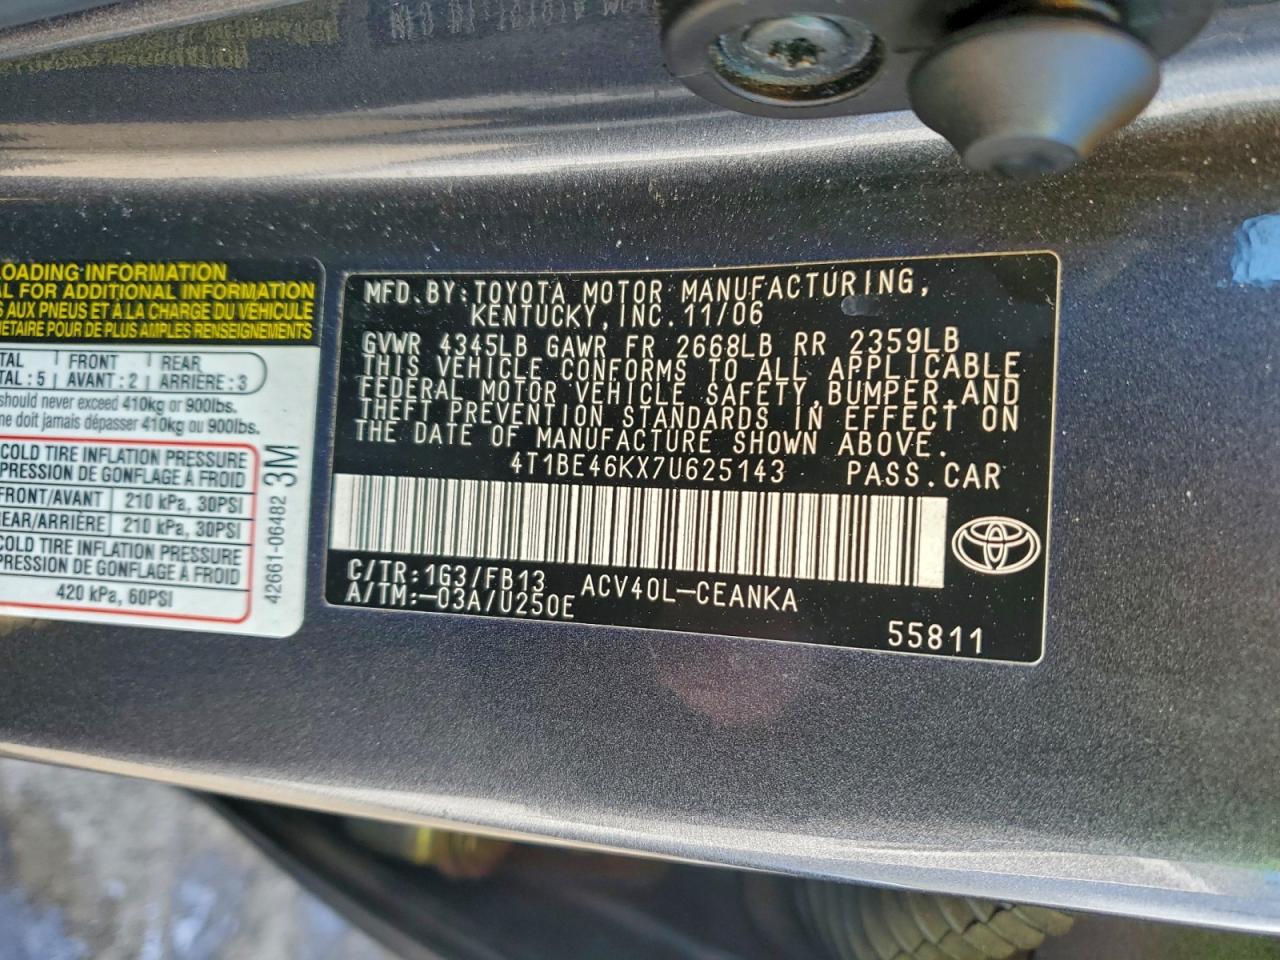 LOADING INFORMATION
AL FOR ADDITIONAL INFORMATION
AUX PNEUS ET À LA CHARGE DU VÉHICULE
POUR DE PLUS AMPLES RENSEIGNEMENTS
TAL FRONT REAR
TAL : 5 AVANT : 2 ARRIÈRE : 3
should never exceed 410kg or 900lbs.
ne doit jamais dépasser 410kg ou 900lbs.
COLD TIRE INFLATION PRESSURE
PRESSION DE GONFLAGE À FROID
FRONT/AVANT 210 kPa, 30PSI
REAR/ARRIÈRE 210 kPa, 30PSI
COLD TIRE INFLATION PRESSURE
PRESSION DE GONFLAGE À FROID
420 kPa, 60PSI
42661-06482 3M
MFD.BY:TOYOTA MOTOR MANUFACTURING,
KENTUCKY,INC.11/06
GVWR 4345LB GAWR FR 2668LB RR 2359LB
THIS VEHICLE CONFORMS TO ALL APPLICABLE
FEDERAL MOTOR VEHICLE SAFETY,BUMPER,AND
THEFT PREVENTION STANDARDS IN EFFECT ON
THE DATE OF MANUFACTURE SHOWN ABOVE.
4T1BE46KX7U625143 PASS.CAR
C/TR:1G3/FB13 ACV40L-CEANKA
A/TM:-03A/U250E
55811